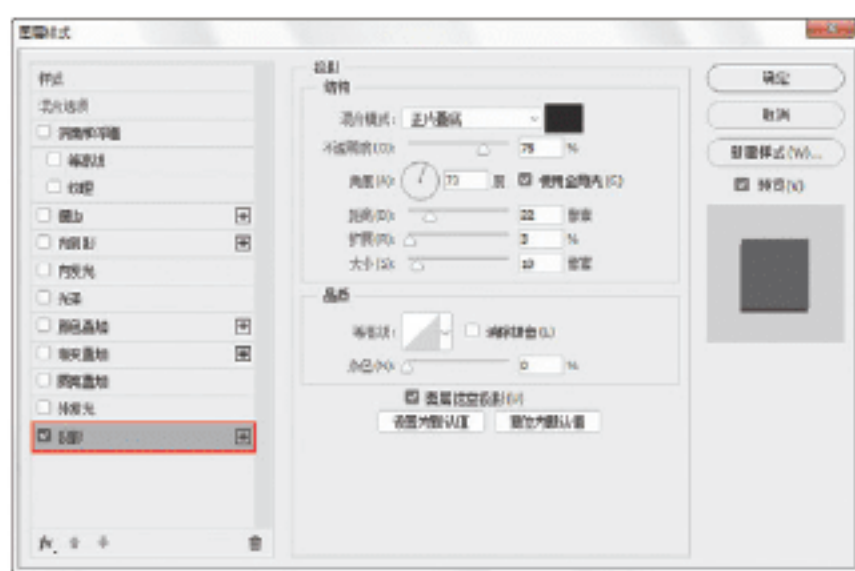 图层样式
样式
混合选项
斜面和浮雕
等高线
纹理
描边
内阴影
内发光
光泽
颜色叠加
渐变叠加
图案叠加
外发光
投影
fx
投影
结构
混合模式: 正片叠底
不透明度(O): 75 %
角度(A): 73 度 使用全局光(G)
距离(D): 22 像素
扩展(R): 3 %
大小(S): 10 像素
品质
等高线: 消除锯齿(L)
杂色(N): 0 %
图层挖空投影(U)
设置为默认值 复位为默认值
确定
取消
新建样式(W)...
预览(V)